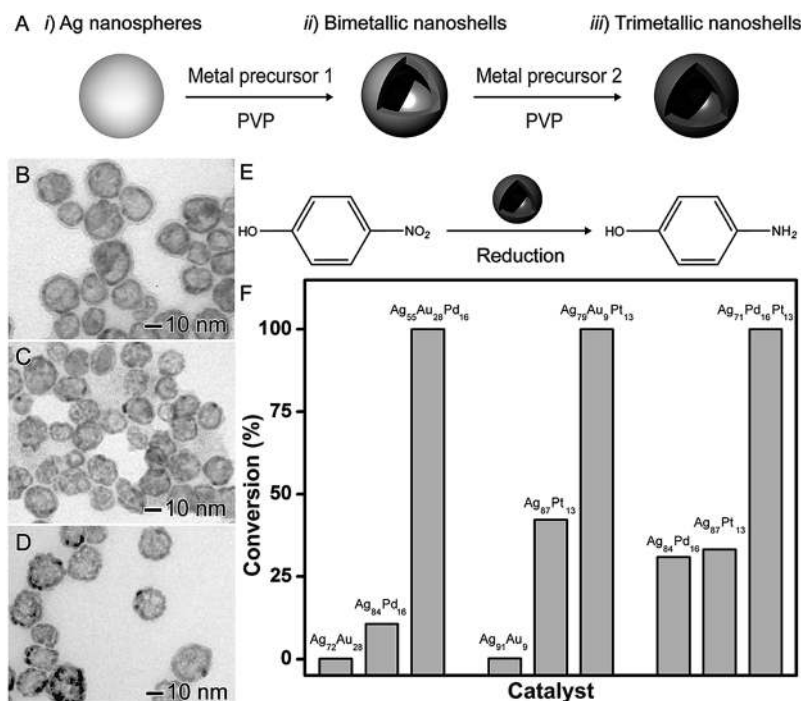 A
i) Ag nanospheres
ii) Bimetallic nanoshells
iii) Trimetallic nanoshells
Metal precursor 1
PVP
Metal precursor 2
PVP
B
10 nm
C
10 nm
D
10 nm
E
HO
NO₂
Reduction
HO
NH₂
F
Conversion (%)
100
75
50
25
0
Ag₇₂Au₂₈
Ag₈₄Pd₁₆
Ag₅₅Au₂₈Pd₁₆
Ag₉₁Au₉
Ag₈₇Pt₁₃
Ag₷₉Au₉Pt₁₃
Ag₈₄Pd₁₆
Ag₈₇Pt₁₃
Ag₇₁Pd₁₆Pt₁₃
Catalyst